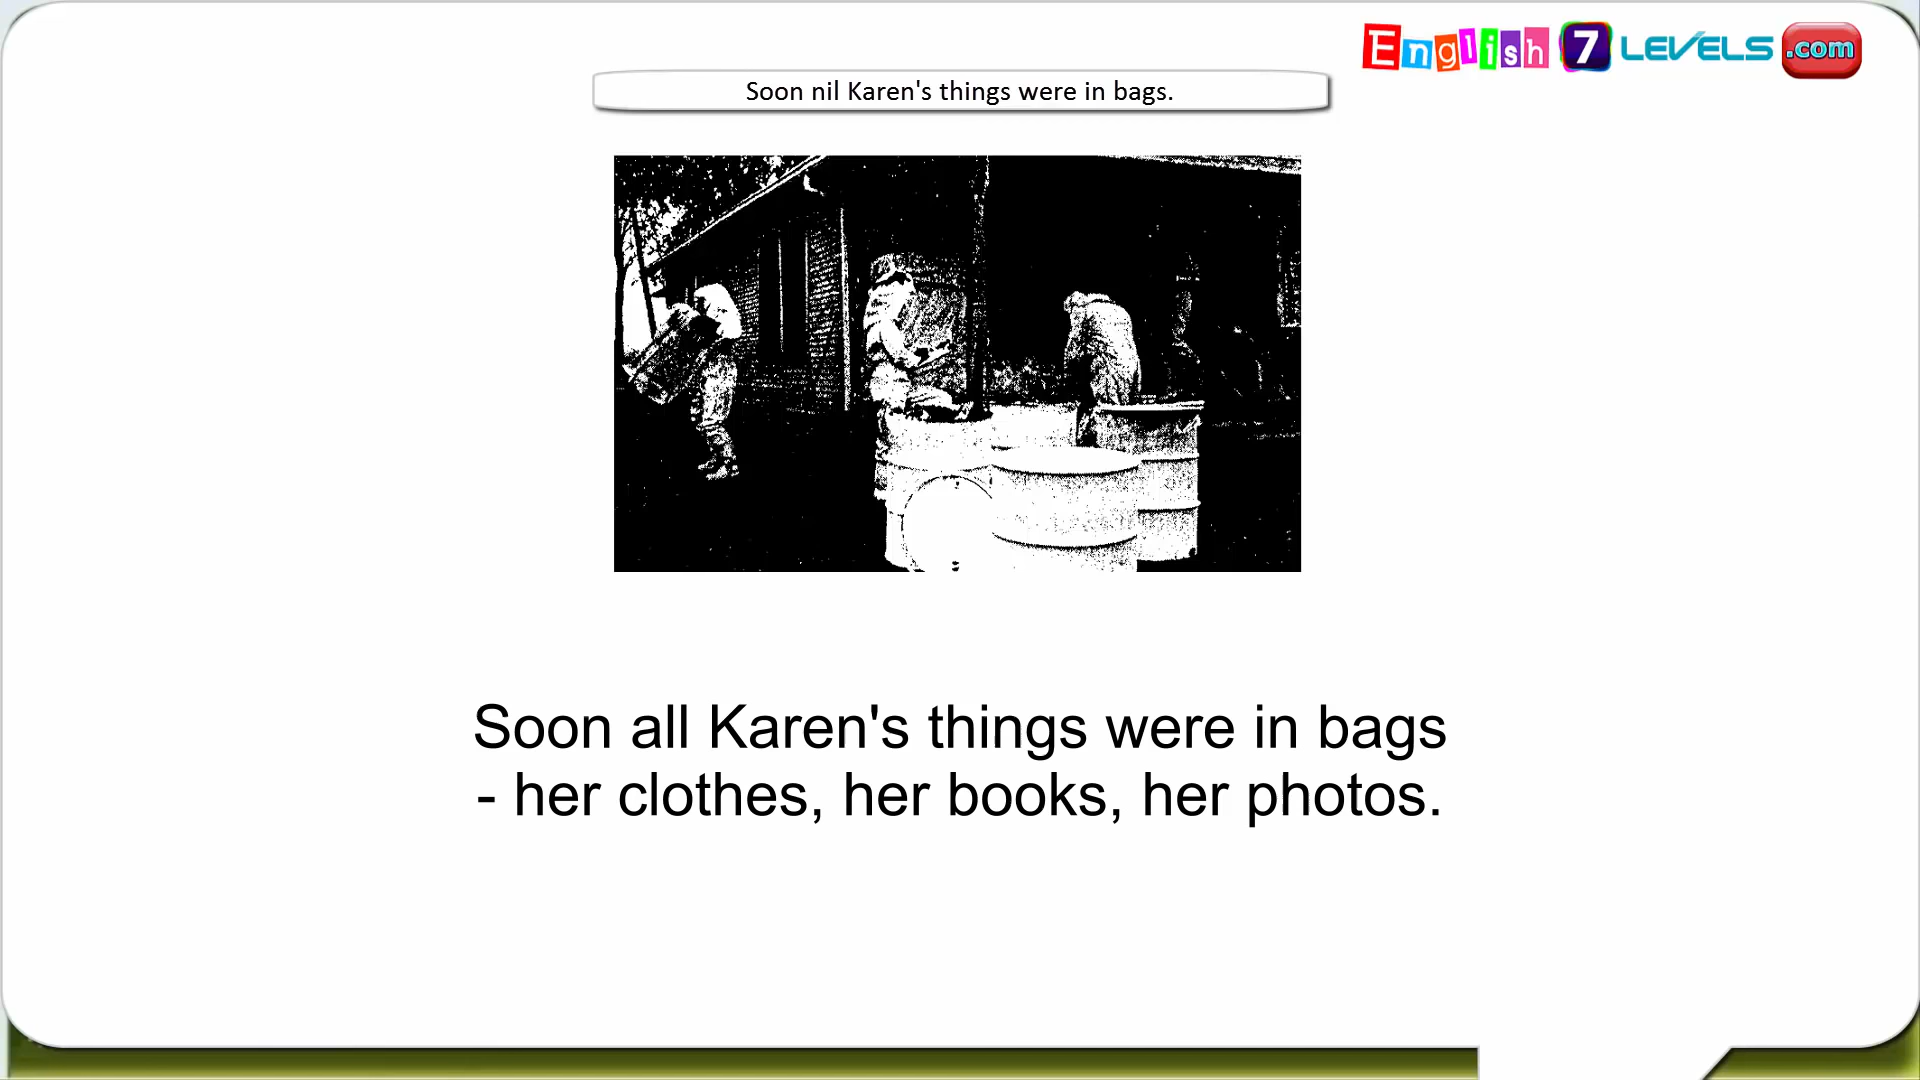 English 7 LEVELS .com
Soon nil Karen's things were in bags.
Soon all Karen's things were in bags
- her clothes, her books, her photos.